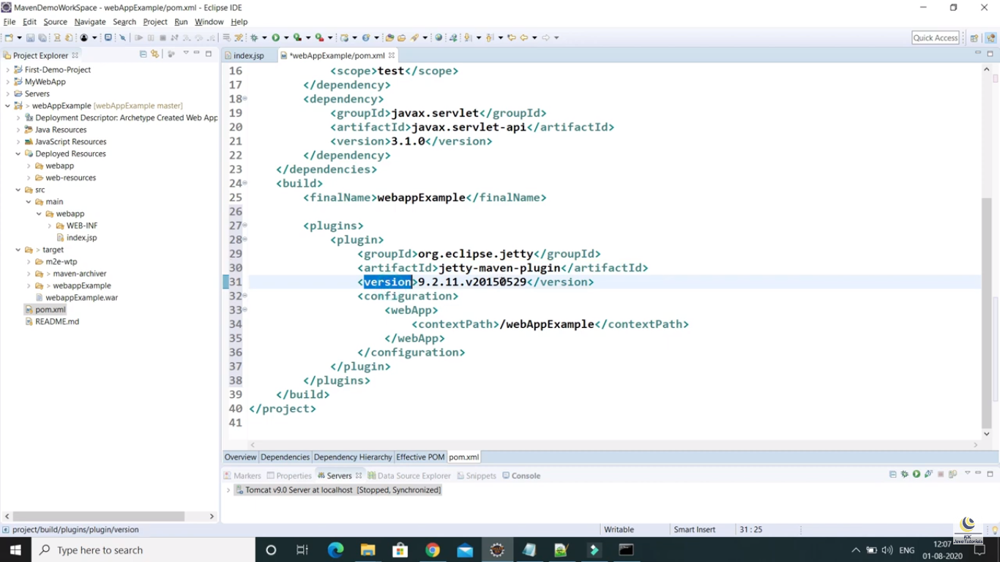 MavenDemoWorkSpace - webAppExample/pom.xml - Eclipse IDE
File Edit Source Navigate Search Project Run Window Help
Quick Access
Project Explorer
First-Demo-Project
MyWebApp
Servers
> webAppExample [webAppExample master]
Deployment Descriptor: Archetype Created Web App
Java Resources
JavaScript Resources
Deployed Resources
webapp
web-resources
src
main
webapp
WEB-INF
index.jsp
> target
m2e-wtp
> maven-archiver
> webappExample
webappExample.war
pom.xml
README.md
index.jsp
*webAppExample/pom.xml
16 <scope>test</scope>
17 </dependency>
18 <dependency>
19 <groupId>javax.servlet</groupId>
20 <artifactId>javax.servlet-api</artifactId>
21 <version>3.1.0</version>
22 </dependency>
23 </dependencies>
24 <build>
25 <finalName>webappExample</finalName>
26
27 <plugins>
28 <plugin>
29 <groupId>org.eclipse.jetty</groupId>
30 <artifactId>jetty-maven-plugin</artifactId>
31 <version>9.2.11.v20150529</version>
32 <configuration>
33 <webApp>
34 <contextPath>/webAppExample</contextPath>
35 </webApp>
36 </configuration>
37 </plugin>
38 </plugins>
39 </build>
40 </project>
41
Overview Dependencies Dependency Hierarchy Effective POM pom.xml
Markers Properties Servers Data Source Explorer Snippets Console
Tomcat v9.0 Server at localhost [Stopped, Synchronized]
project/build/plugins/plugin/version
Writable
Smart Insert
31 : 25
KK
JavaTutorials
Type here to search
ENG
12:07
01-08-2020